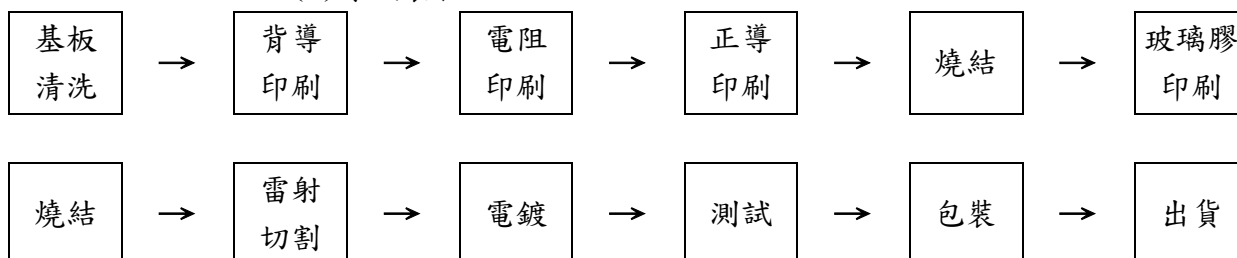 基板 → 背導 → 電阻 → 正導 → 燒結 → 玻璃膠
清洗 印刷 印刷 印刷 印刷
燒結 → 雷射 → 電鍍 → 測試 → 包裝 → 出貨
切割